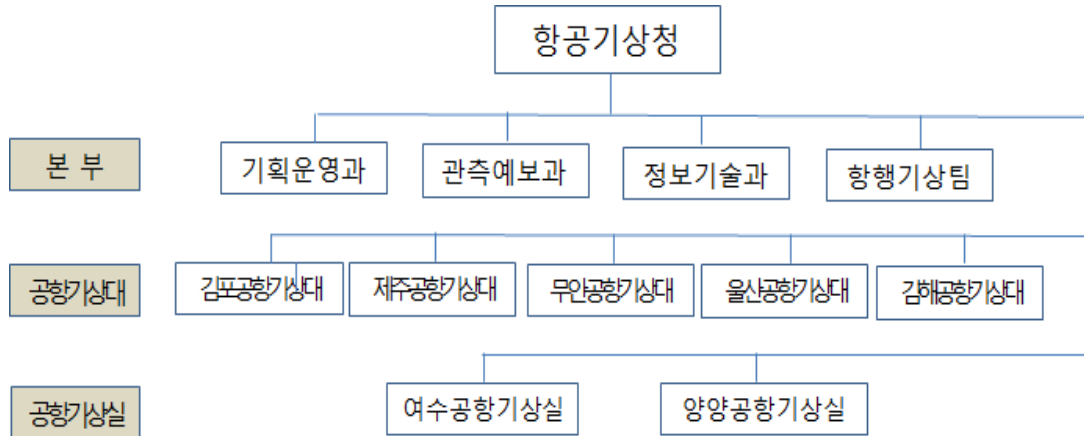 항공기상청
본 부
기획운영과
관측예보과
정보기술과
항행기상팀
공항기상대
김포공항기상대
제주공항기상대
무안공항기상대
울산공항기상대
김해공항기상대
공항기상실
여수공항기상실
양양공항기상실